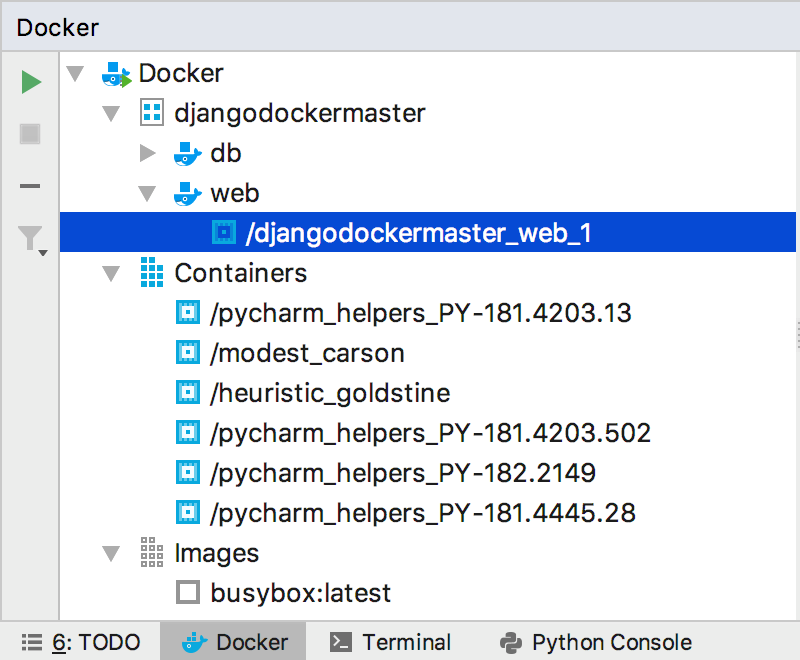 Docker
Docker
djangodockermaster
db
web
/djangodockermaster_web_1
Containers
/pycharm_helpers_PY-181.4203.13
/modest_carson
/heuristic_goldstine
/pycharm_helpers_PY-181.4203.502
/pycharm_helpers_PY-182.2149
/pycharm_helpers_PY-181.4445.28
Images
busybox:latest
6: TODO Docker Terminal Python Console